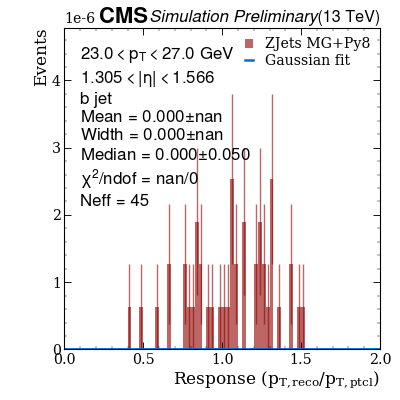 1e-6 CMS Simulation Preliminary (13 TeV)
Events
ZJets MG+Py8
Gaussian fit
23.0 < p_T < 27.0 GeV
1.305 < |η| < 1.566
b jet
Mean = 0.000±nan
Width = 0.000±nan
Median = 0.000±0.050
χ²/ndof = nan/0
Neff = 45
4
3
2
1
0
0.0 0.5 1.0 1.5 2.0
Response (p_T,reco/p_T,ptcl)